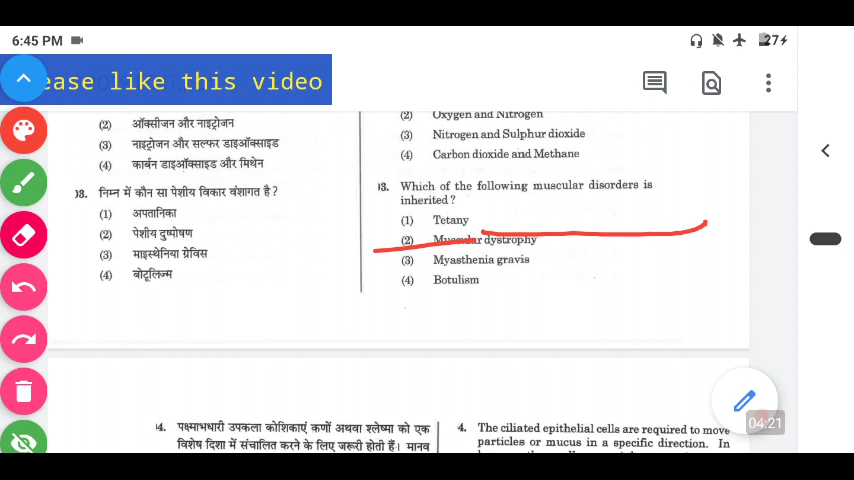 6:45 PM
27
ease like this video
(2) ऑक्सीजन और नाइट्रोजन
(3) नाइट्रोजन और सल्फर डाइऑक्साइड
(4) कार्बन डाइऑक्साइड और मिथेन
03. निम्न में कौन सा पेशीय विकार वंशागत है?
(1) अपतानिका
(2) पेशीय दुष्पोषण
(3) माइस्थेनिया ग्रेविस
(4) बोटूलिज्म
(2) Oxygen and Nitrogen
(3) Nitrogen and Sulphur dioxide
(4) Carbon dioxide and Methane
3. Which of the following muscular disorders is
inherited ?
(1) Tetany
(2) Muscular dystrophy
(3) Myasthenia gravis
(4) Botulism
4. पक्ष्माभधारी उपकला कोशिकाएं कणों अथवा श्लेष्मा को एक
विशेष दिशा में संचालित करने के लिए जरूरी होती हैं। मानव
4. The ciliated epithelial cells are required to move
particles or mucus in a specific direction. In
04:21